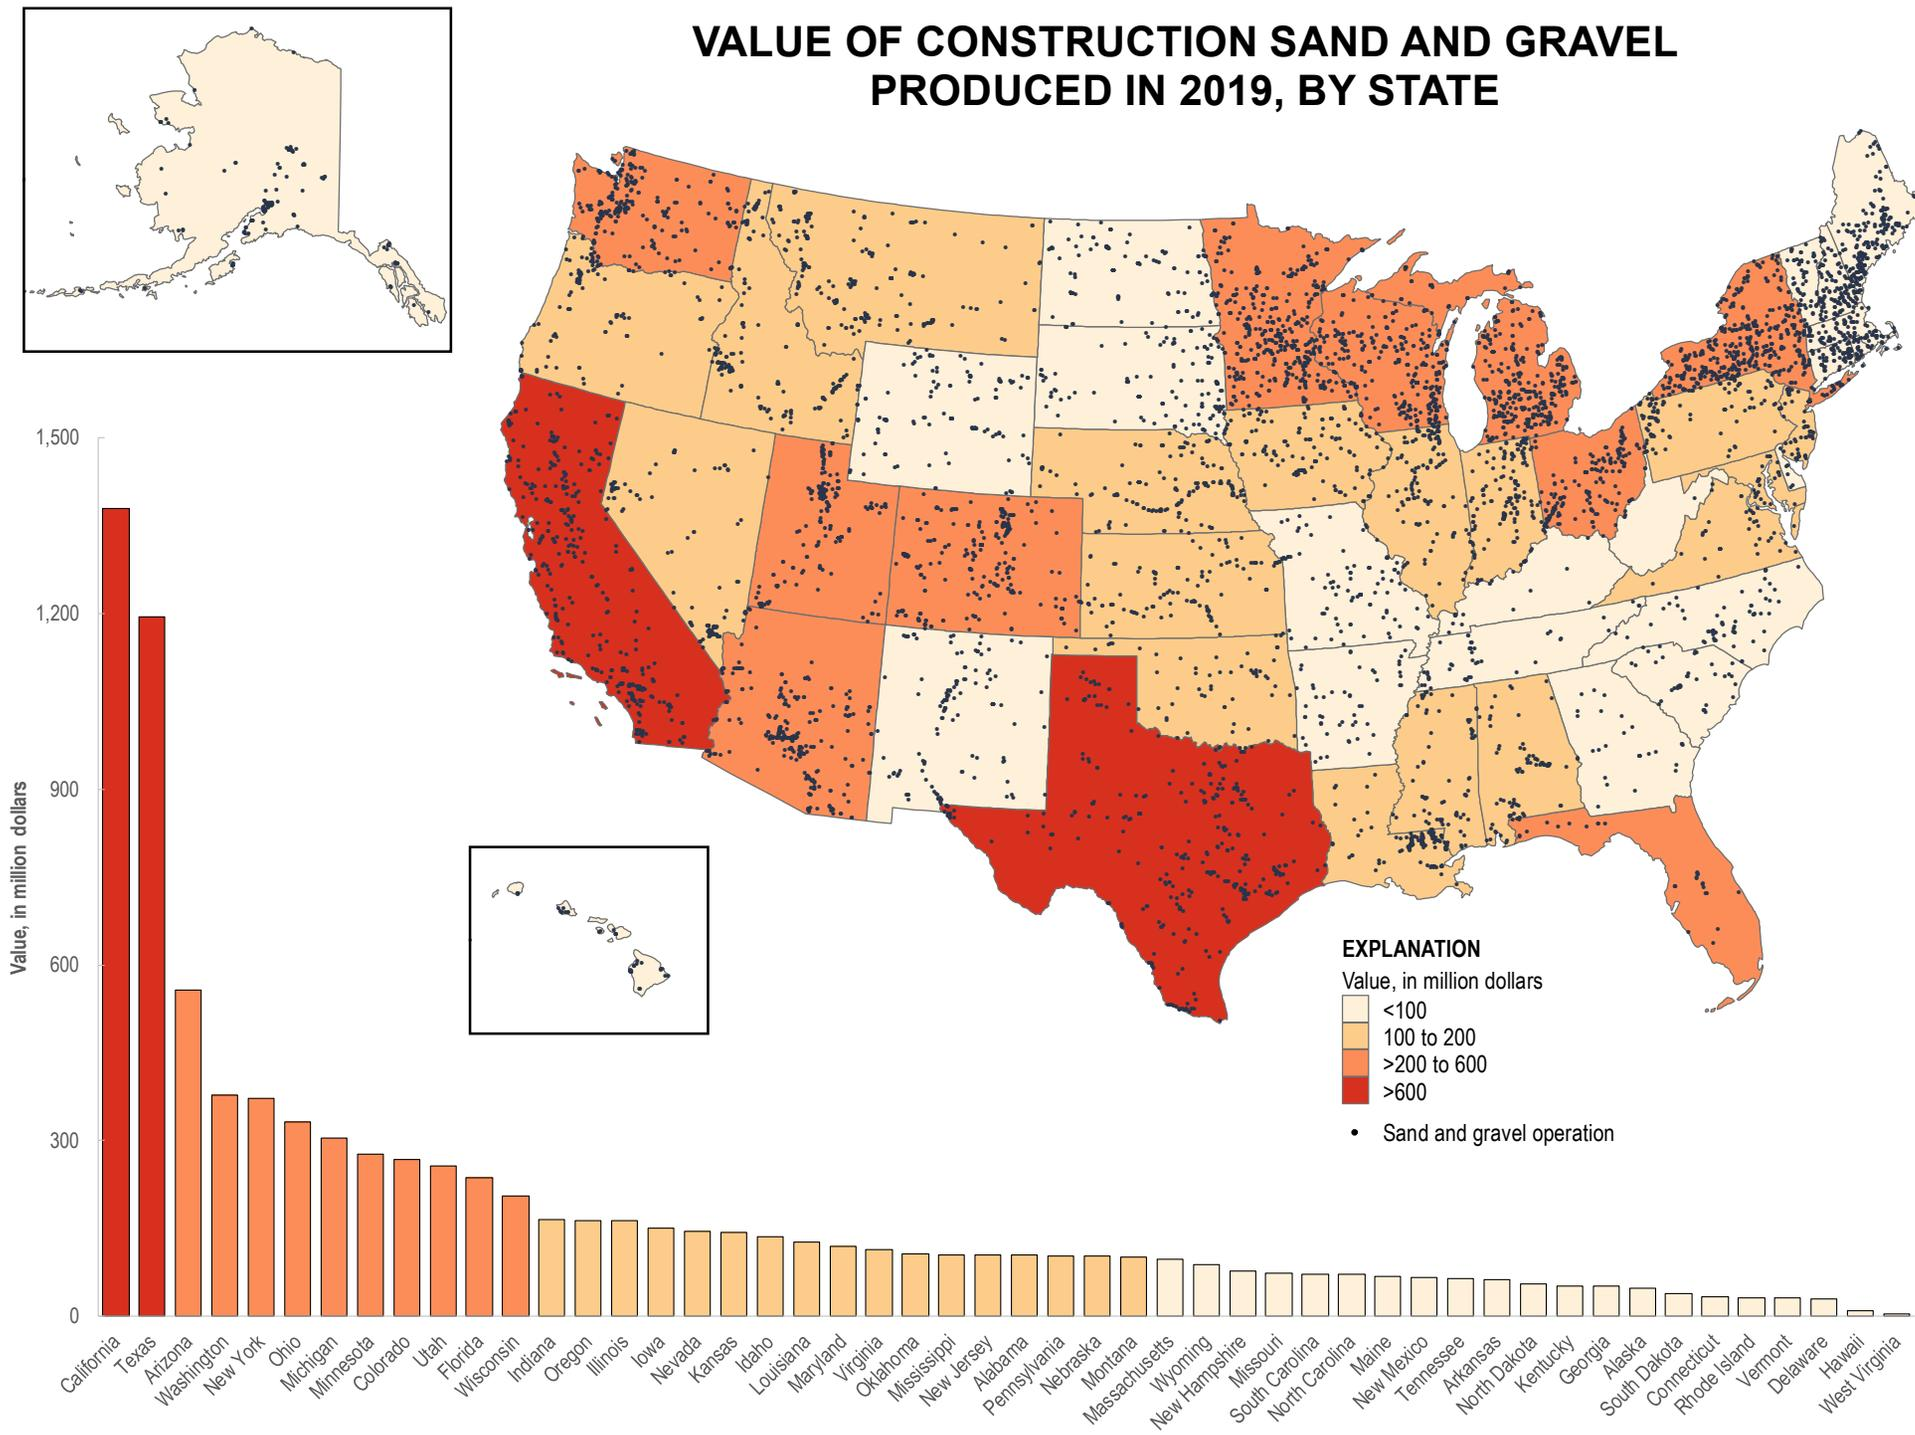 VALUE OF CONSTRUCTION SAND AND GRAVEL
PRODUCED IN 2019, BY STATE
Value, in million dollars
1,500
1,200
900
600
300
0
EXPLANATION
Value, in million dollars
<100
100 to 200
>200 to 600
>600
Sand and gravel operation
California
Texas
Arizona
Washington
New York
Ohio
Michigan
Minnesota
Colorado
Utah
Florida
Wisconsin
Indiana
Oregon
Illinois
Iowa
Nevada
Kansas
Idaho
Louisiana
Maryland
Virginia
Oklahoma
Mississippi
New Jersey
Alabama
Pennsylvania
Nebraska
Montana
Massachusetts
Wyoming
New Hampshire
Missouri
South Carolina
North Carolina
Maine
New Mexico
Tennessee
Arkansas
North Dakota
Kentucky
Georgia
Alaska
South Dakota
Connecticut
Rhode Island
Vermont
Delaware
Hawaii
West Virginia